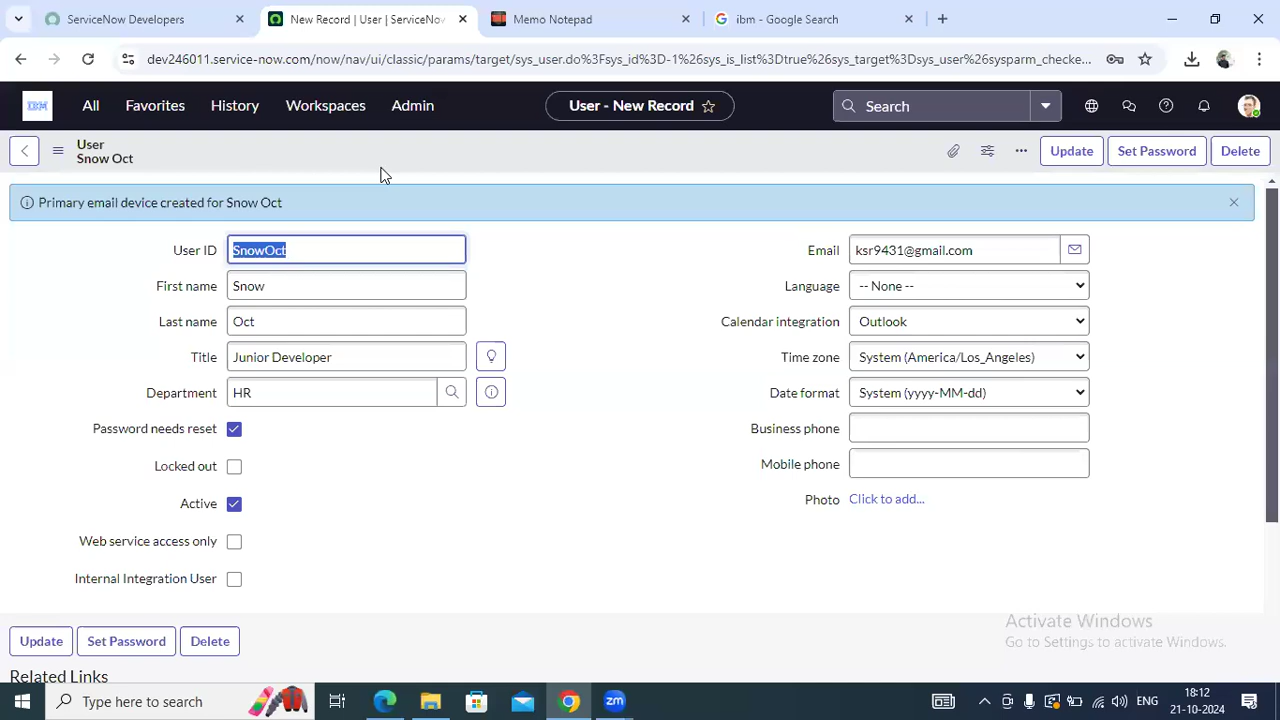 ServiceNow Developers
New Record | User | ServiceNow
Memo Notepad
ibm - Google Search
dev246011.service-now.com/now/nav/ui/classic/params/target/sys_user.do%3Fsys_id%3D-1%26sys_is_list%3Dtrue%26sys_target%3Dsys_user%26sysparm_checke...
IBM All Favorites History Workspaces Admin User - New Record Search
User
Snow Oct
Update Set Password Delete
Primary email device created for Snow Oct
User ID SnowOct Email ksr9431@gmail.com
First name Snow Language -- None --
Last name Oct Calendar integration Outlook
Title Junior Developer Time zone System (America/Los_Angeles)
Department HR Date format System (yyyy-MM-dd)
Password needs reset Business phone
Locked out Mobile phone
Active Photo Click to add...
Web service access only
Internal Integration User
Activate Windows
Go to Settings to activate Windows.
Update Set Password Delete
Related Links
Type here to search
ENG
18:12
21-10-2024